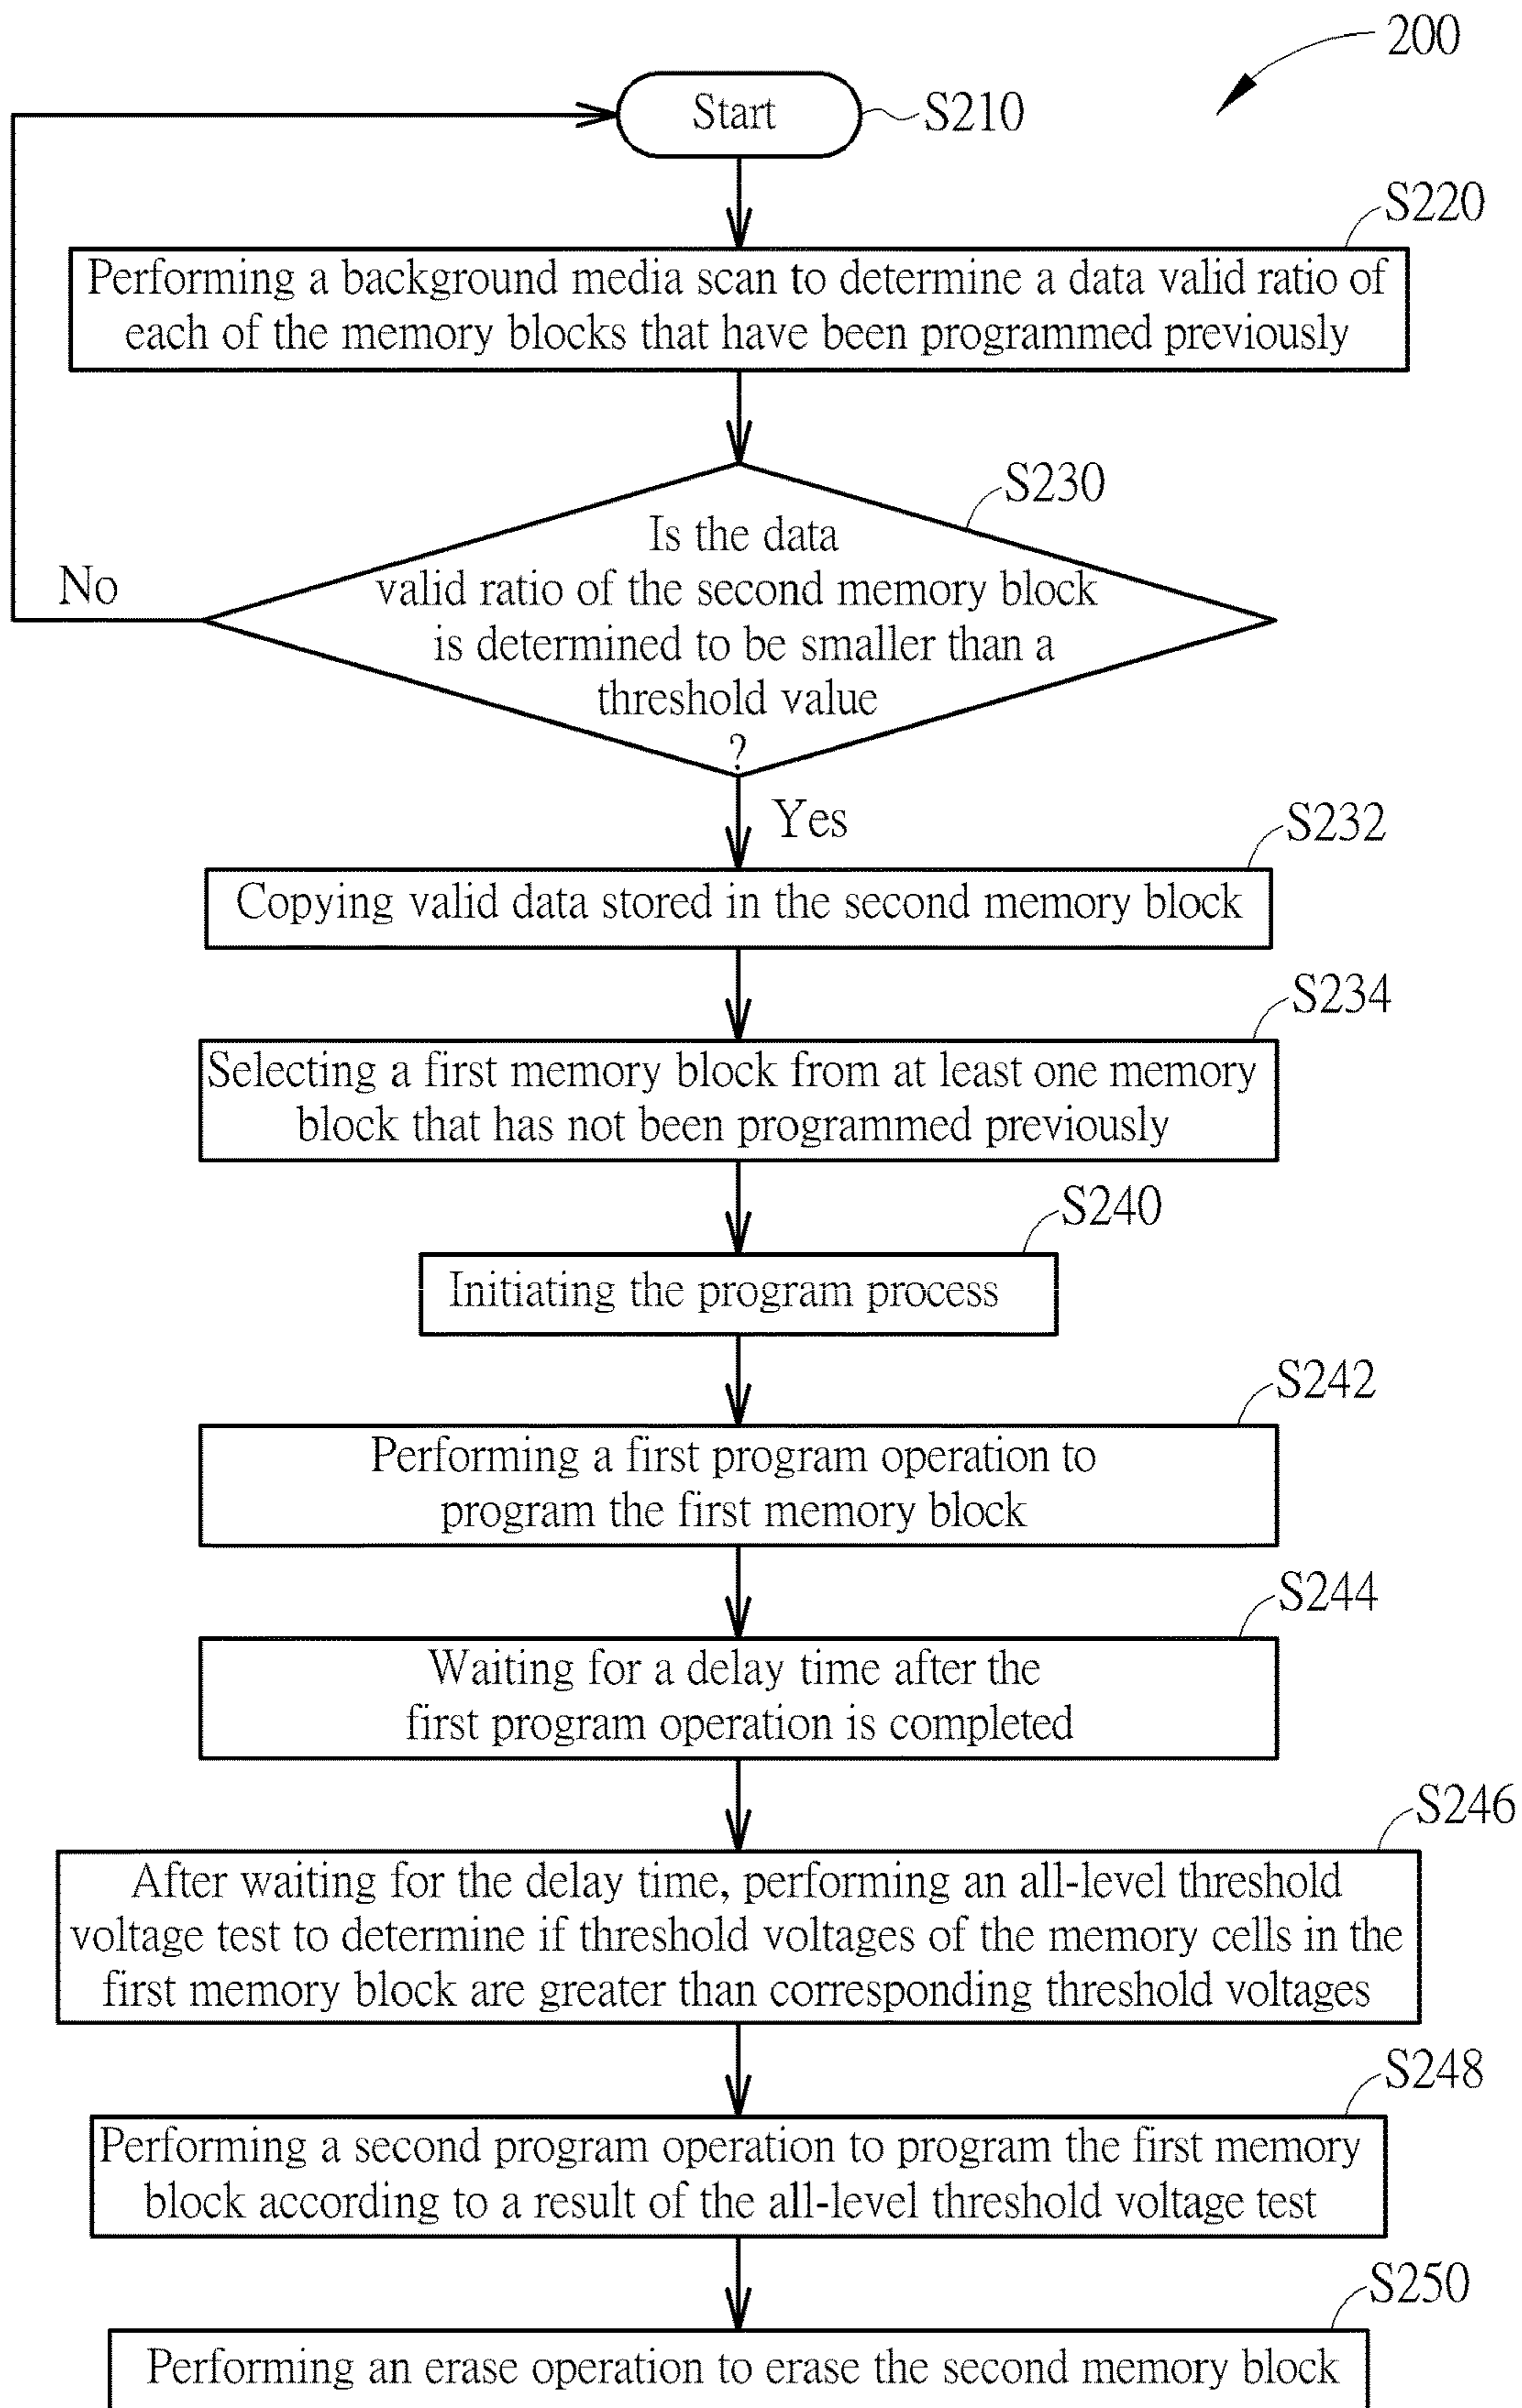 200
Start
S210
S220
Performing a background media scan to determine a data valid ratio of
each of the memory blocks that have been programmed previously
S230
Is the data
valid ratio of the second memory block
is determined to be smaller than a
threshold value
?
No
Yes
S232
Copying valid data stored in the second memory block
S234
Selecting a first memory block from at least one memory
block that has not been programmed previously
S240
Initiating the program process
S242
Performing a first program operation to
program the first memory block
S244
Waiting for a delay time after the
first program operation is completed
S246
After waiting for the delay time, performing an all-level threshold
voltage test to determine if threshold voltages of the memory cells in the
first memory block are greater than corresponding threshold voltages
S248
Performing a second program operation to program the first memory
block according to a result of the all-level threshold voltage test
S250
Performing an erase operation to erase the second memory block